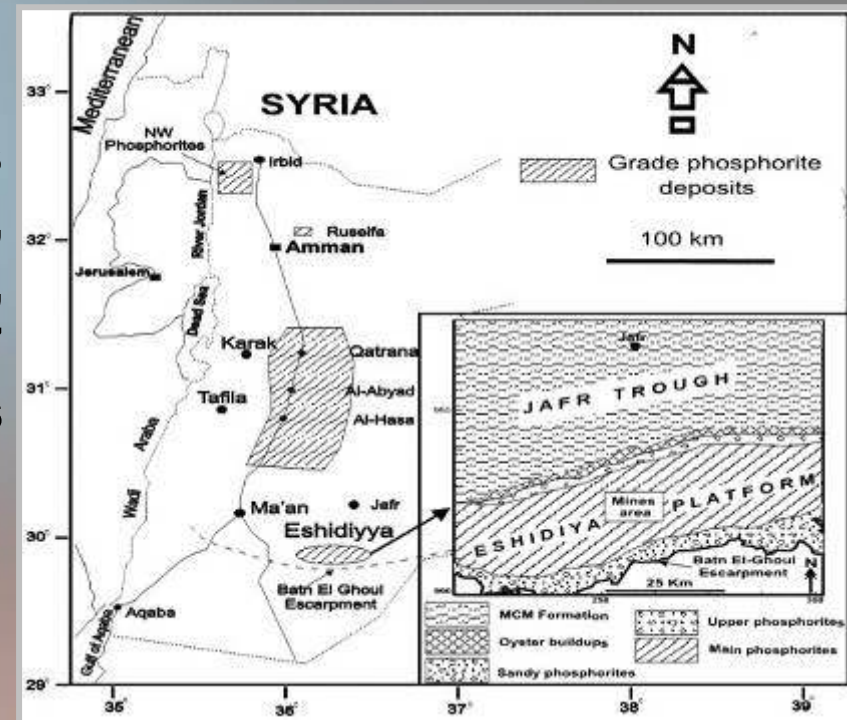 Mediterranean
33°
SYRIA
N
NW
Phosphorites
Irbid
Grade phosphorite
deposits
Ruseifa
32°
Amman
100 km
River Jordan
Jerusalem
Dead Sea
Karak
Qatrana
31°
Al-Abyad
Tafila
Al-Hasa
Wadi Araba
Ma'an
Jafr
30°
Eshidiyya
Batn El Ghoul
Escarpment
Aqaba
Gulf of Aqaba
29°
35°
36°
37°
38°
39°
Jafr
JAFR TROUGH
Mines
area
ESHIDIYA PLATFORM
Batn El-Ghoul
Escarpment
25 Km
N
MCM Formation
Upper phosphorites
Oyster buildups
Main phosphorites
Sandy phosphorites